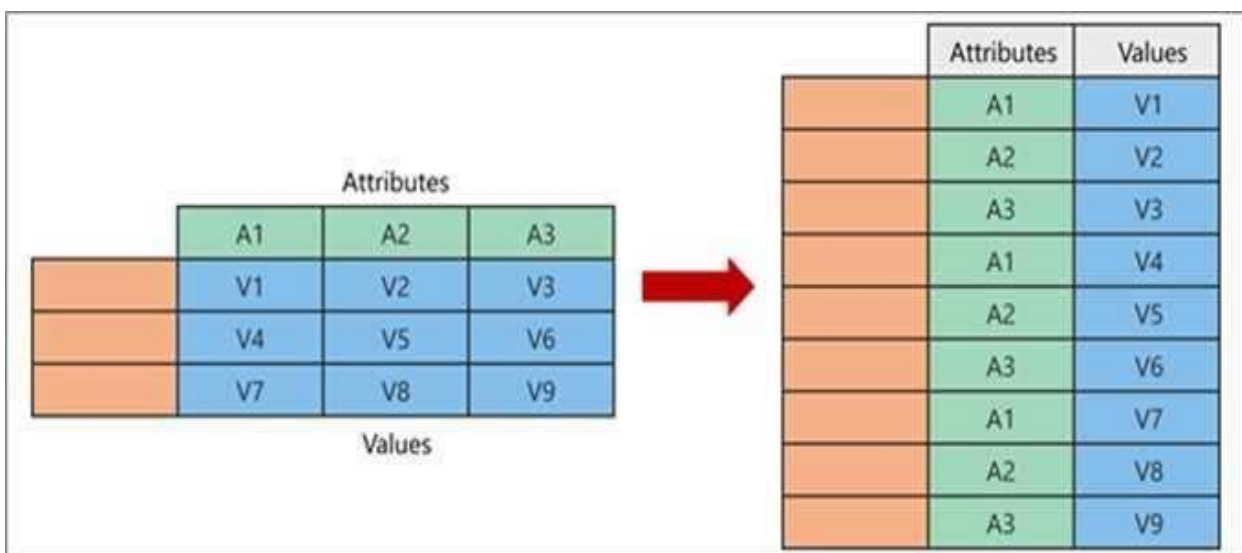 Attributes
A1 A2 A3
V1 V2 V3
V4 V5 V6
V7 V8 V9
Values
Attributes Values
A1 V1
A2 V2
A3 V3
A1 V4
A2 V5
A3 V6
A1 V7
A2 V8
A3 V9